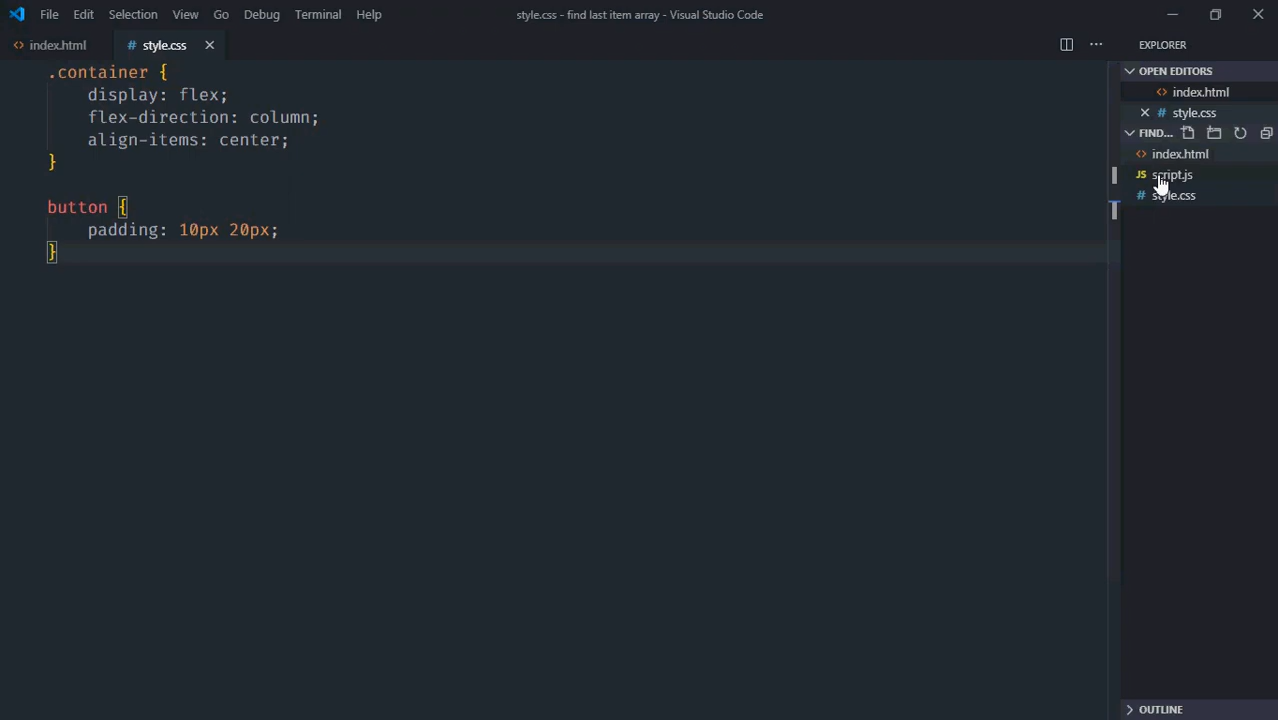 File Edit Selection View Go Debug Terminal Help style.css - find last item array - Visual Studio Code
<> index.html # style.css
EXPLORER
.container {
display: flex;
flex-direction: column;
align-items: center;
}
button {
padding: 10px 20px;
}
OPEN EDITORS
<> index.html
# style.css
FIND...
<> index.html
JS script.js
# style.css
OUTLINE